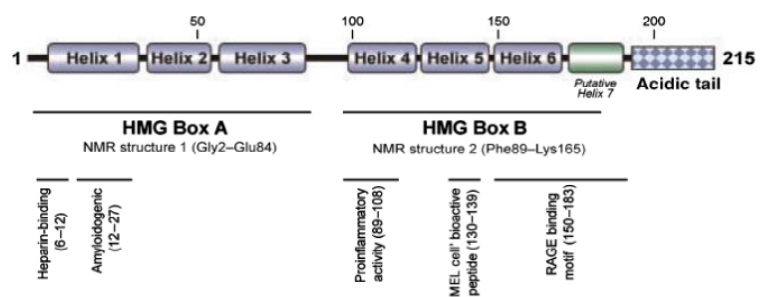 50
100
150
200
1
Helix 1
Helix 2
Helix 3
Helix 4
Helix 5
Helix 6
215
Putative
Helix 7
Acidic tail
HMG Box A
NMR structure 1 (Gly2–Glu84)
HMG Box B
NMR structure 2 (Phe89–Lys165)
Heparin-binding
(6–12)
Amyloidogenic
(12–27)
Proinflammatory
activity (89–108)
MEL cell' bioactive
peptide (130–139)
RAGE binding
motif (150–183)